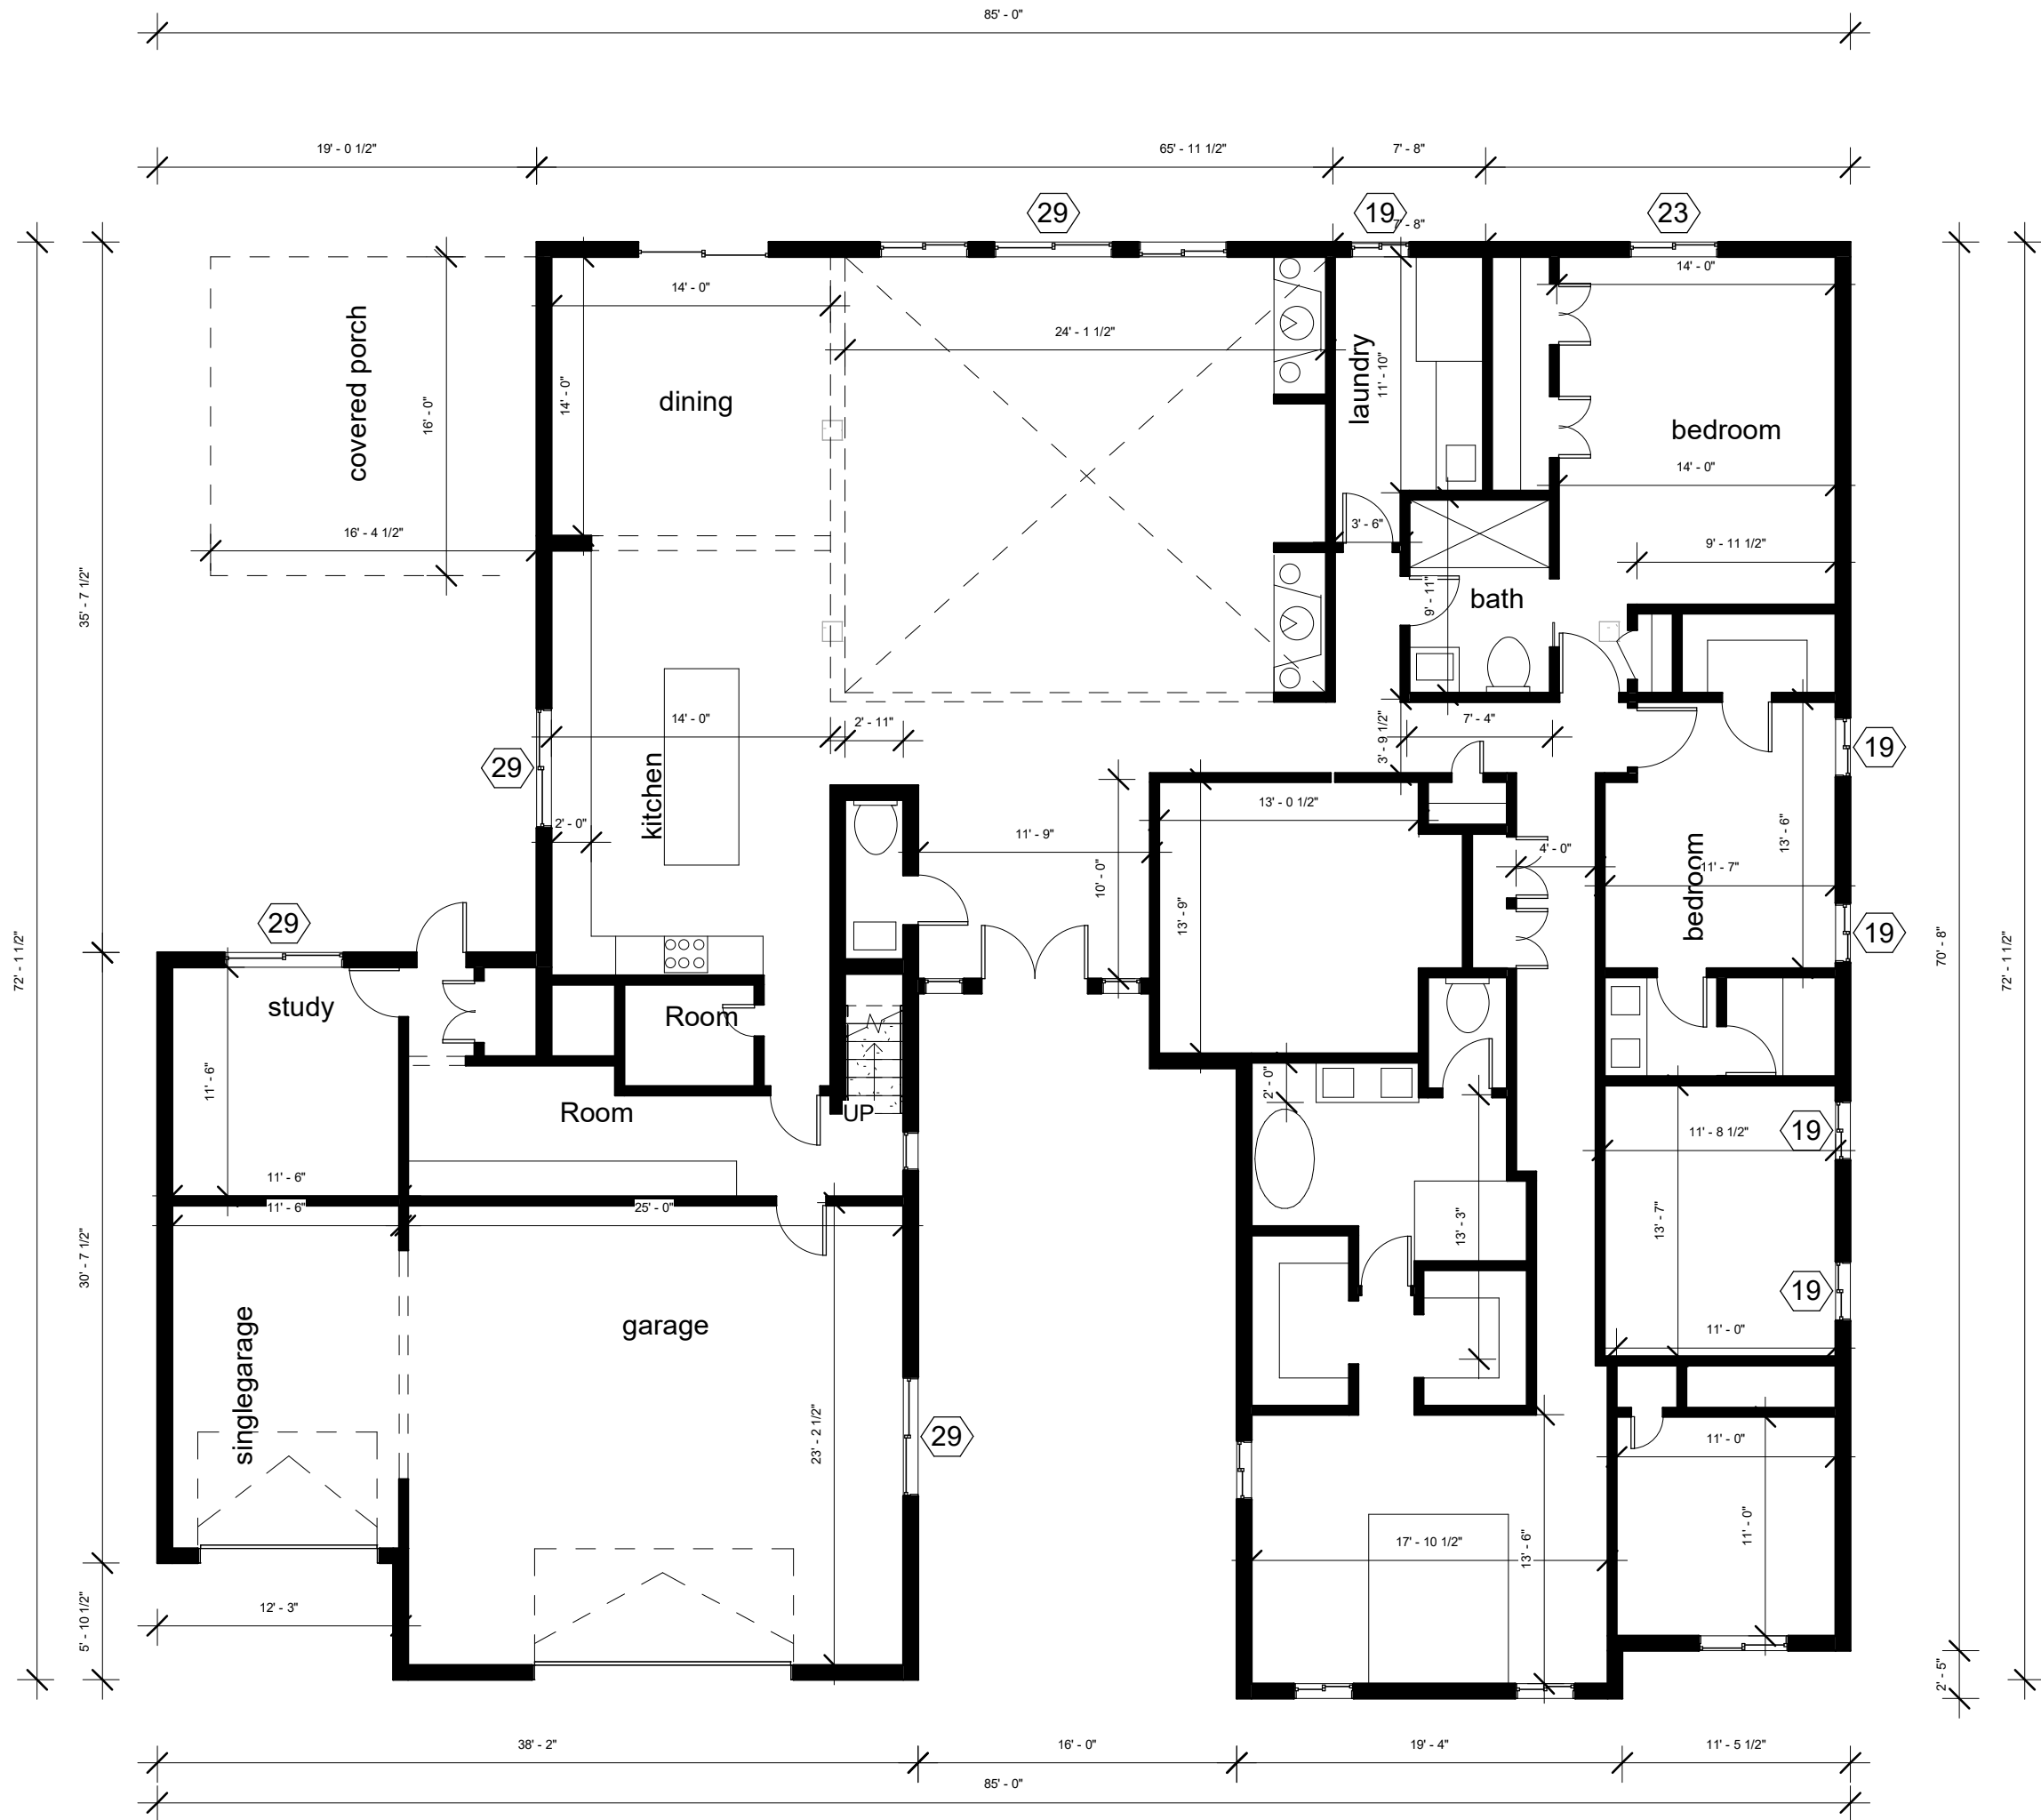 85' - 0"
19' - 0 1/2"
65' - 11 1/2"
7' - 8"
29
19
23
7' - 8"
14' - 0"
14' - 0"
24' - 1 1/2"
covered porch
16' - 0"
14' - 0"
dining
laundry
11' - 10"
bedroom
14' - 0"
16' - 4 1/2"
3' - 6"
9' - 11 1/2"
35' - 7 1/2"
9' - 11"
bath
14' - 0"
2' - 11"
3' - 9 1/2"
7' - 4"
29
kitchen
19
2' - 0"
11' - 9"
13' - 0 1/2"
13' - 6"
10' - 0"
4' - 0"
11' - 7"
bedroom
29
13' - 9"
19
72' - 1 1/2"
70' - 8"
72' - 1 1/2"
study
Room
11' - 6"
2' - 0"
Room
UP
11' - 8 1/2"
19
11' - 6"
11' - 6"
25' - 0"
13' - 3"
13' - 7"
30' - 7 1/2"
19
singlegarage
garage
11' - 0"
23' - 2 1/2"
29
11' - 0"
17' - 10 1/2"
13' - 6"
11' - 0"
12' - 3"
5' - 10 1/2"
2' - 5"
38' - 2"
16' - 0"
19' - 4"
11' - 5 1/2"
85' - 0"